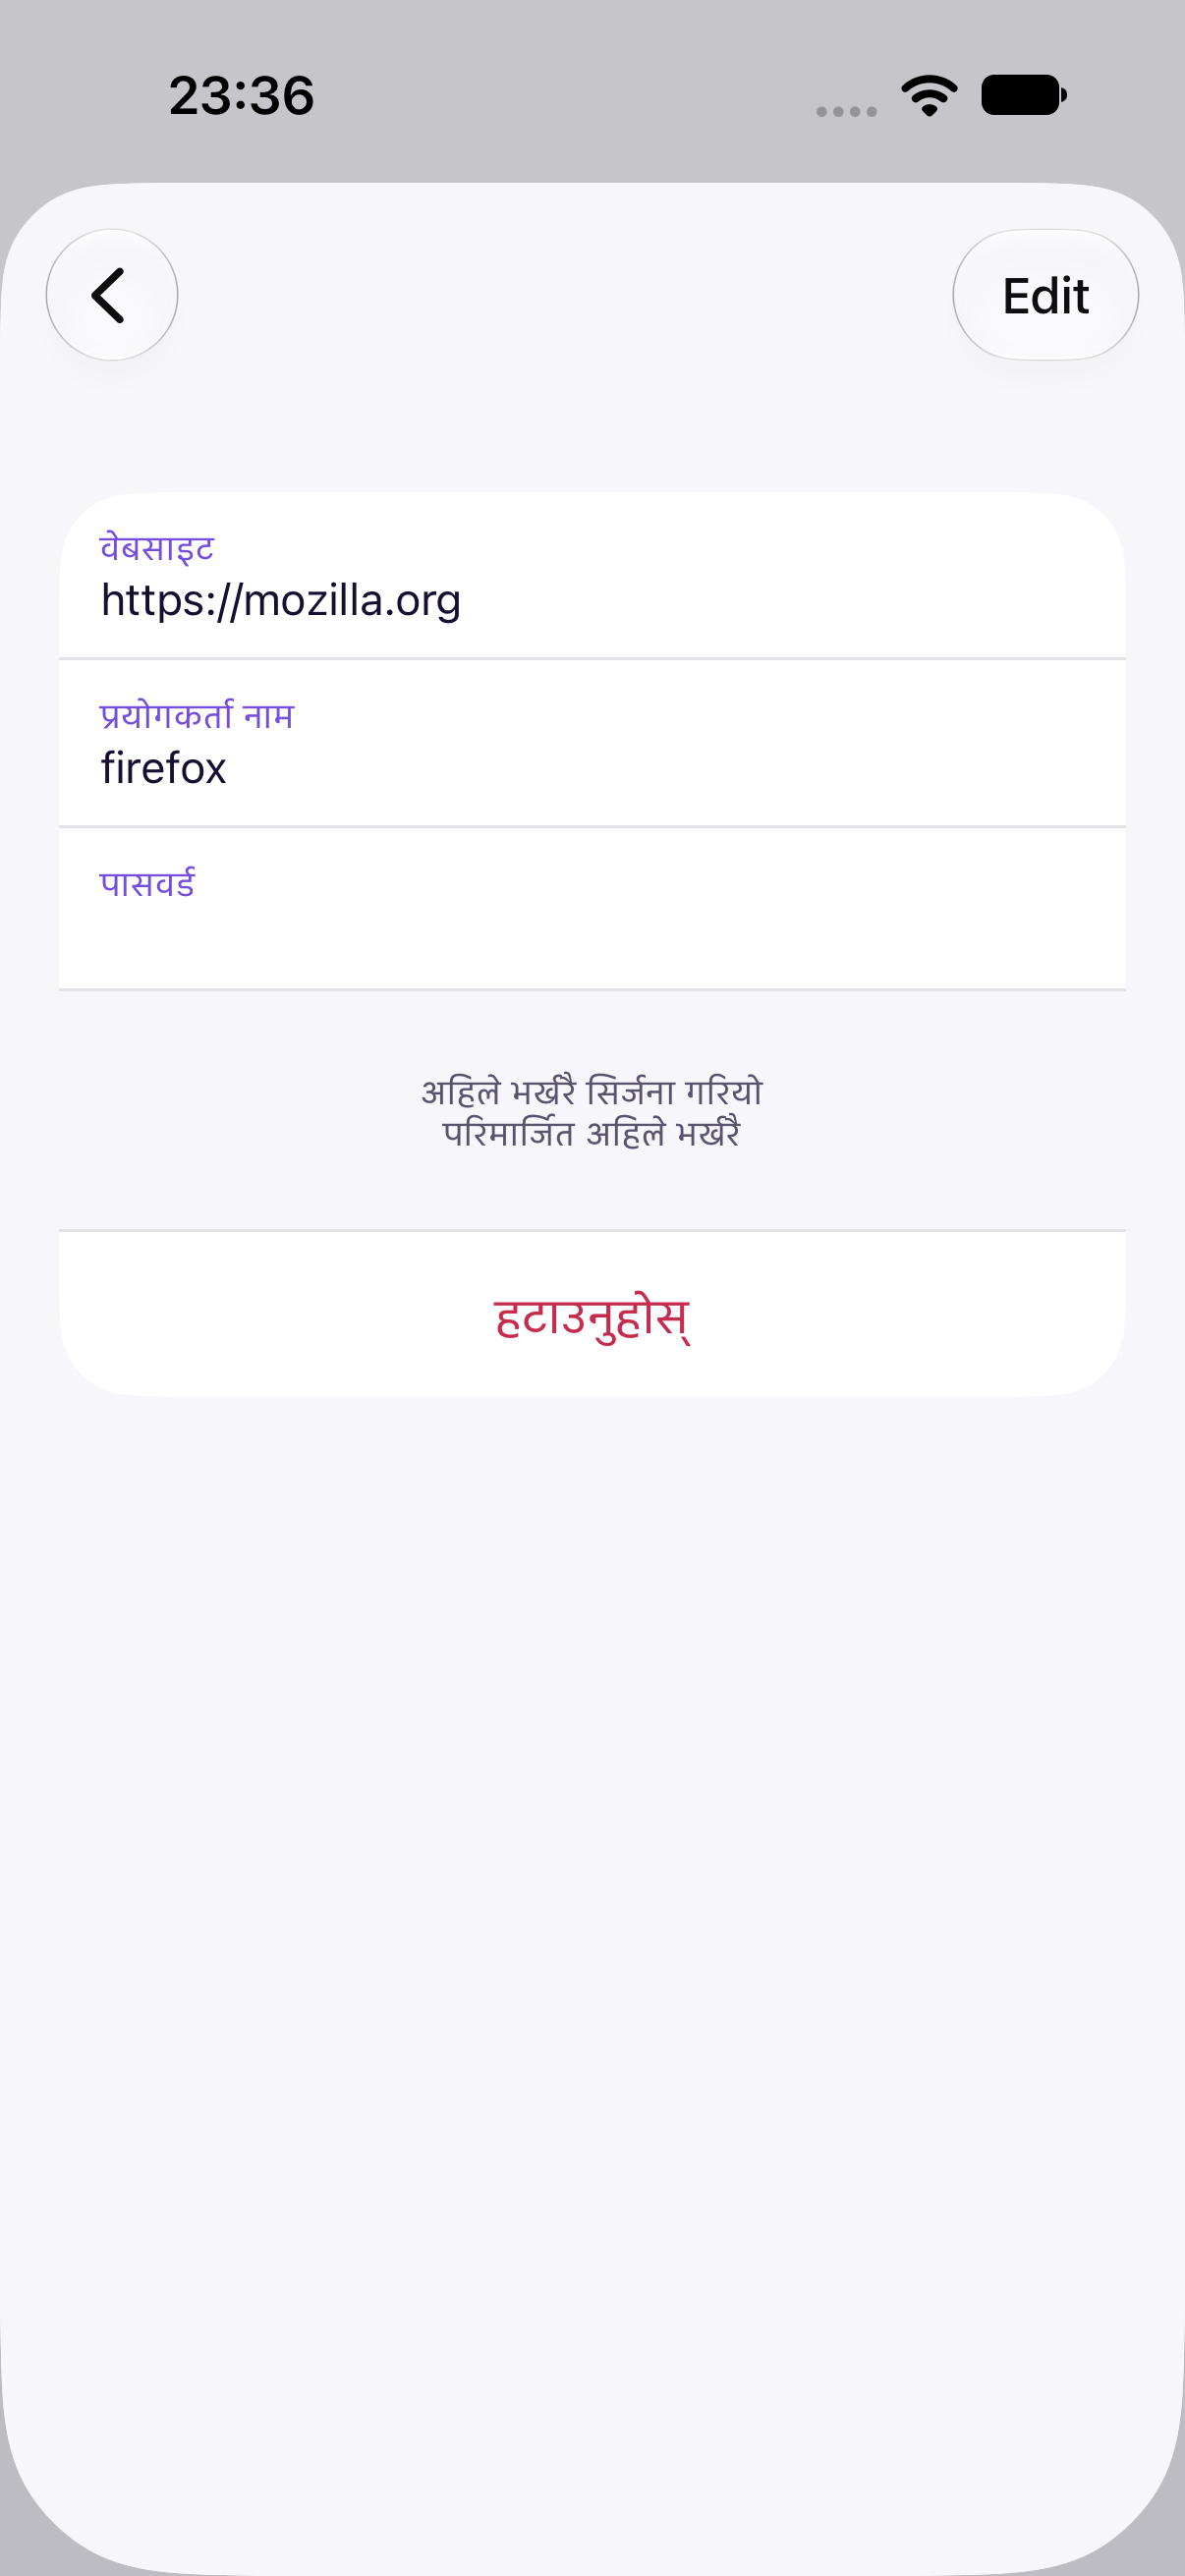 23:36
Edit
वेबसाइट
https://mozilla.org
प्रयोगकर्ता नाम
firefox
पासवर्ड
अहिले भर्खरै सिर्जना गरियो
परिमार्जित अहिले भर्खरै
हटाउनुहोस्